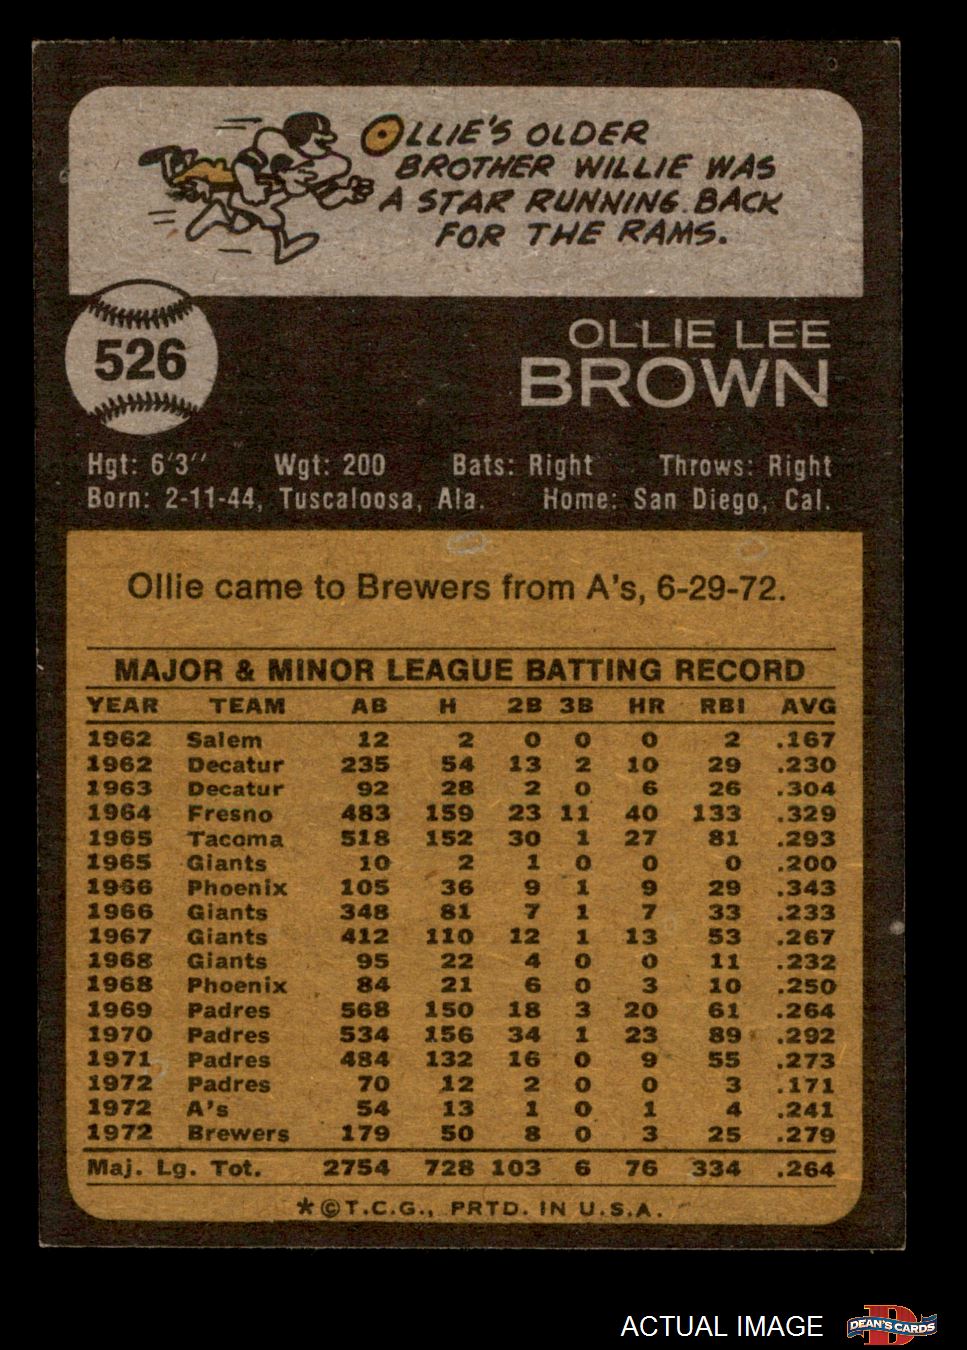 OLLIE'S OLDER
BROTHER WILLIE WAS
A STAR RUNNING BACK
FOR THE RAMS.
526
OLLIE LEE
BROWN
Hgt: 6'3" Wgt: 200 Bats: Right Throws: Right
Born: 2-11-44, Tuscaloosa, Ala. Home: San Diego, Cal.
Ollie came to Brewers from A's, 6-29-72.
MAJOR & MINOR LEAGUE BATTING RECORD
YEAR TEAM AB H 2B 3B HR RBI AVG
1962 Salem 12 2 0 0 0 2 .167
1962 Decatur 235 54 13 2 10 29 .230
1963 Decatur 92 28 2 0 6 26 .304
1964 Fresno 483 159 23 11 40 133 .329
1965 Tacoma 518 152 30 1 27 81 .293
1965 Giants 10 2 1 0 0 0 .200
1966 Phoenix 105 36 9 1 9 29 .343
1966 Giants 348 81 7 1 7 33 .233
1967 Giants 412 110 12 1 13 53 .267
1968 Giants 95 22 4 0 0 11 .232
1968 Phoenix 84 21 6 0 3 10 .250
1969 Padres 568 150 18 3 20 61 .264
1970 Padres 534 156 34 1 23 89 .292
1971 Padres 484 132 16 0 9 55 .273
1972 Padres 70 12 2 0 0 3 .171
1972 A's 54 13 1 0 1 4 .241
1972 Brewers 179 50 8 0 3 25 .279
Maj. Lg. Tot. 2754 728 103 6 76 334 .264
*©T.C.G., PRTD. IN U.S.A.
ACTUAL IMAGE
D
DEAN'S CARDS